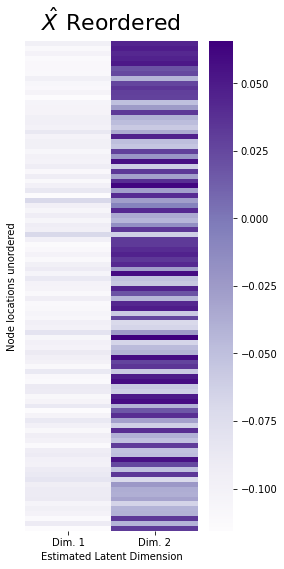 X̂ Reordered
Node locations unordered
0.050
0.025
0.000
−0.025
−0.050
−0.075
−0.100
Dim. 1 Dim. 2
Estimated Latent Dimension